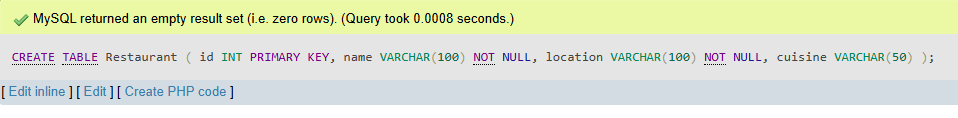 MySQL returned an empty result set (i.e. zero rows). (Query took 0.0008 seconds.)
CREATE TABLE Restaurant ( id INT PRIMARY KEY, name VARCHAR(100) NOT NULL, location VARCHAR(100) NOT NULL, cuisine VARCHAR(50) );
[ Edit inline ] [ Edit ] [ Create PHP code ]